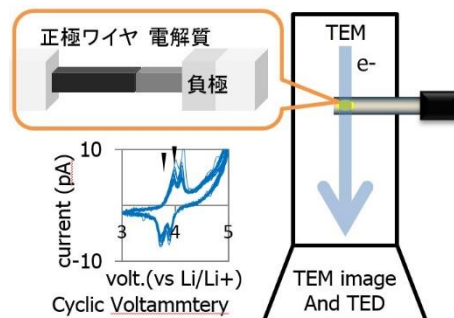 正極ワイヤ 電解質
負極
TEM
e-
10
current (pA)
-10
3 4 5
volt.(vs Li/Li+)
Cyclic Voltammtery
TEM image
And TED